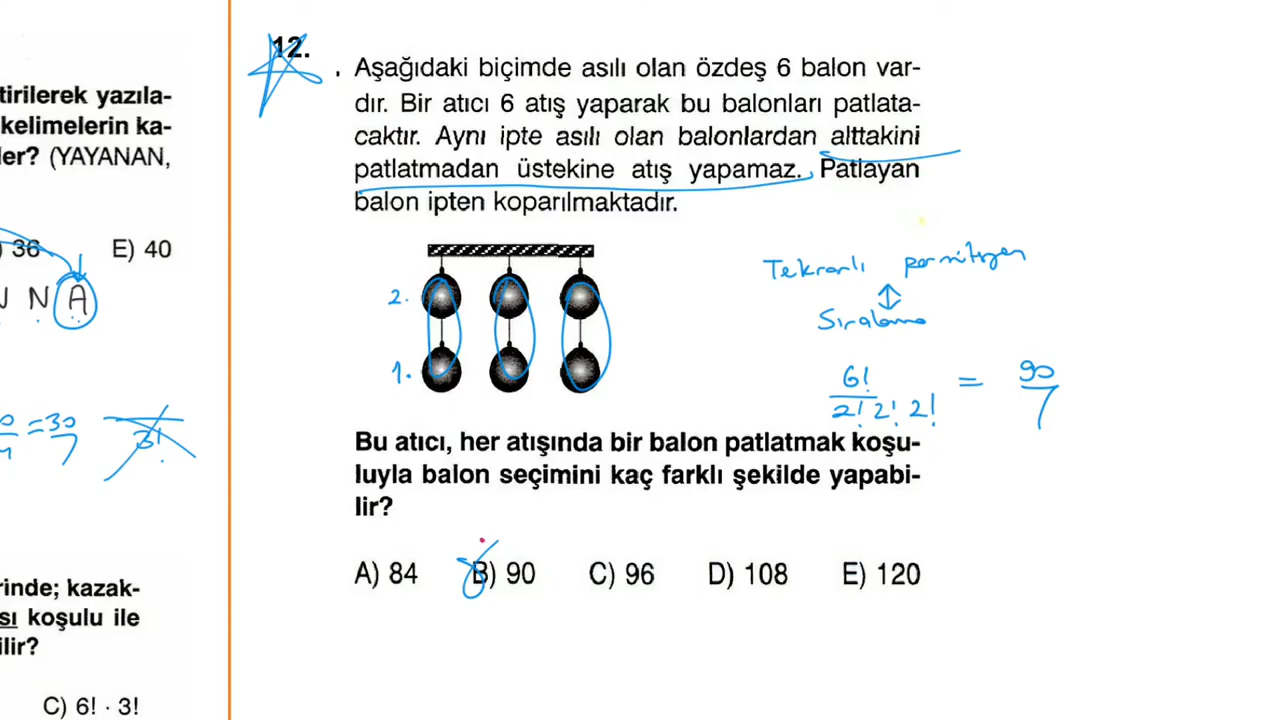 tirilerek yazıla-
kelimelerin ka-
ler? (YAYANAN,
) 36 E) 40
N A
= 30
3!
rinde; kazak-
sı koşulu ile
ilir?
C) 6! · 3!
12.
. Aşağıdaki biçimde asılı olan özdeş 6 balon var-
dır. Bir atıcı 6 atış yaparak bu balonları patlata-
caktır. Aynı ipte asılı olan balonlardan alttakini
patlatmadan üstekine atış yapamaz. Patlayan
balon ipten koparılmaktadır.
2.
1.
Tekrarlı permütasyon
Sıralama
6!
2! 2! 2!
= 90
Bu atıcı, her atışında bir balon patlatmak koşu-
luyla balon seçimini kaç farklı şekilde yapabi-
lir?
A) 84 B) 90 C) 96 D) 108 E) 120